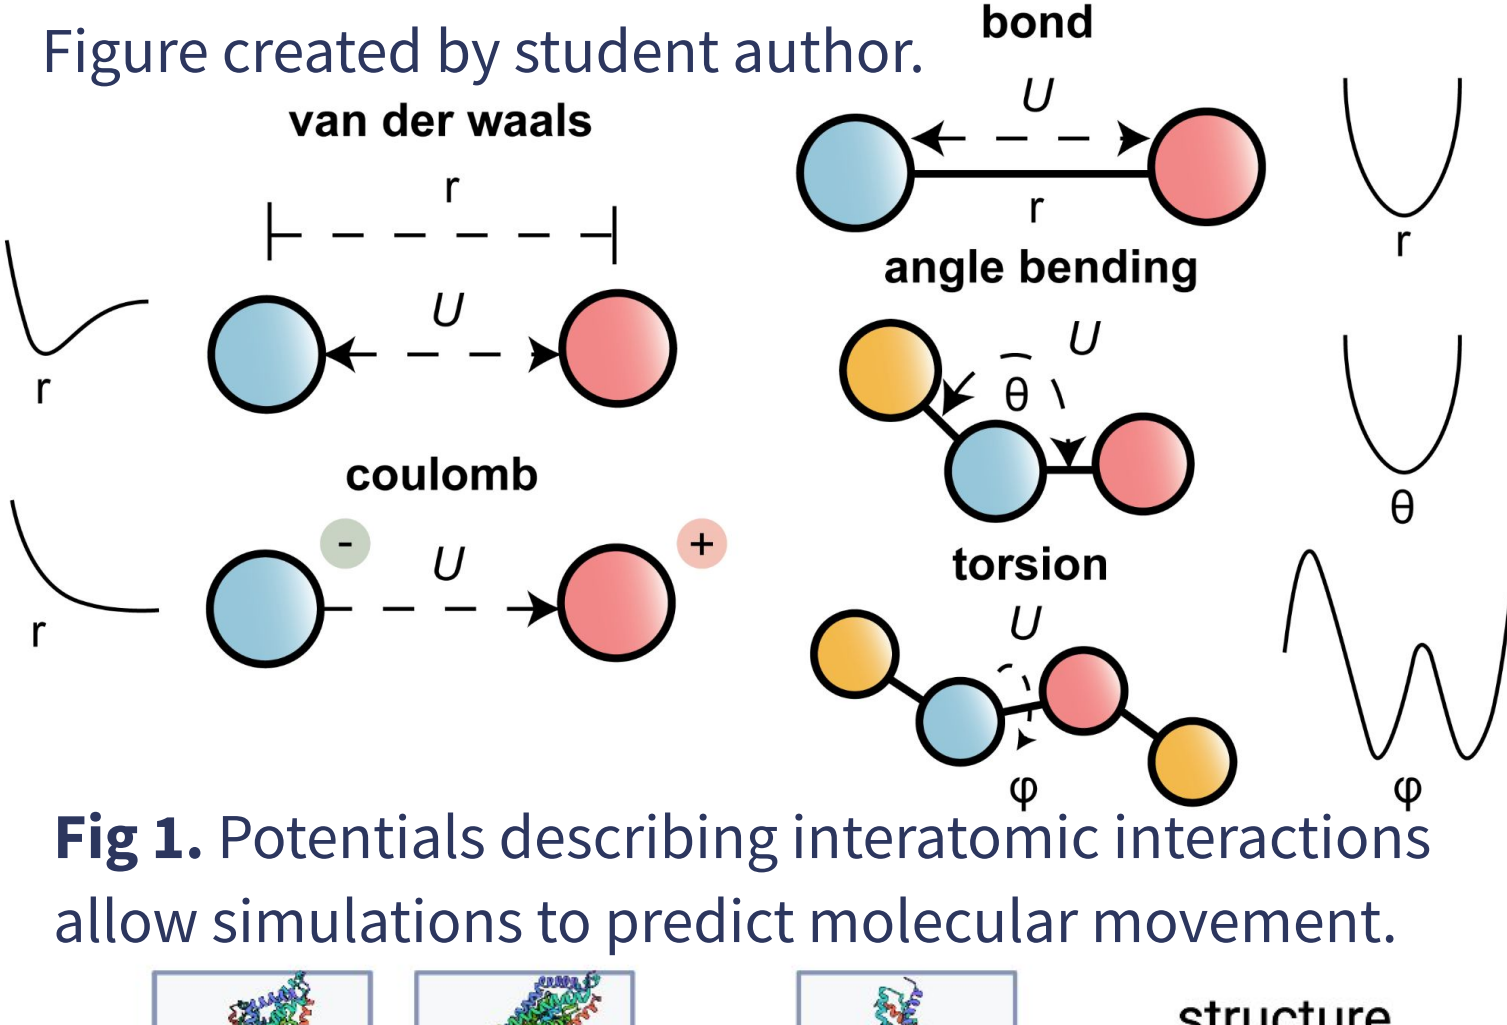 Figure created by student author.
van der waals
r
U
r
coulomb
-
+
U
r
bond
U
r
r
angle bending
U
θ
θ
torsion
U
φ
φ
Fig 1. Potentials describing interatomic interactions
allow simulations to predict molecular movement.
structure